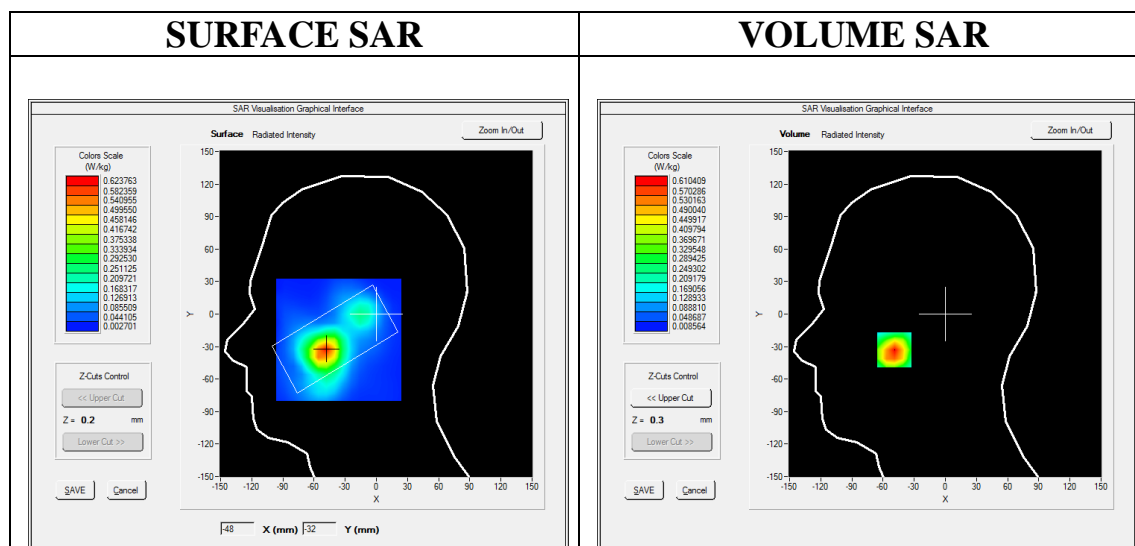 SURFACE SAR
VOLUME SAR
SAR Visualisation Graphical Interface
Surface Radiated Intensity
Zoom In/Out
Colors Scale
(W/kg)
0.623763
0.582359
0.540955
0.499550
0.458146
0.416742
0.375338
0.333934
0.292530
0.251125
0.209721
0.168317
0.126913
0.085509
0.044105
0.002701
Z-Cuts Control
<< Upper Cut
Z = 0.2 mm
Lower Cut >>
SAVE Cancel
150
120
90
60
30
0
-30
-60
-90
-120
-150
Y
-150 -120 -90 -60 -30 0 30 60 90 120 150
X
-48 X (mm) -32 Y (mm)
SAR Visualisation Graphical Interface
Volume Radiated Intensity
Zoom In/Out
Colors Scale
(W/kg)
0.610409
0.570286
0.530163
0.490040
0.449917
0.409794
0.369671
0.329548
0.289425
0.249302
0.209179
0.169056
0.128933
0.088810
0.048687
0.008564
Z-Cuts Control
<< Upper Cut
Z = 0.3 mm
Lower Cut >>
SAVE Cancel
150
120
90
60
30
0
-30
-60
-90
-120
-150
Y
-150 -120 -90 -60 -30 0 30 60 90 120 150
X